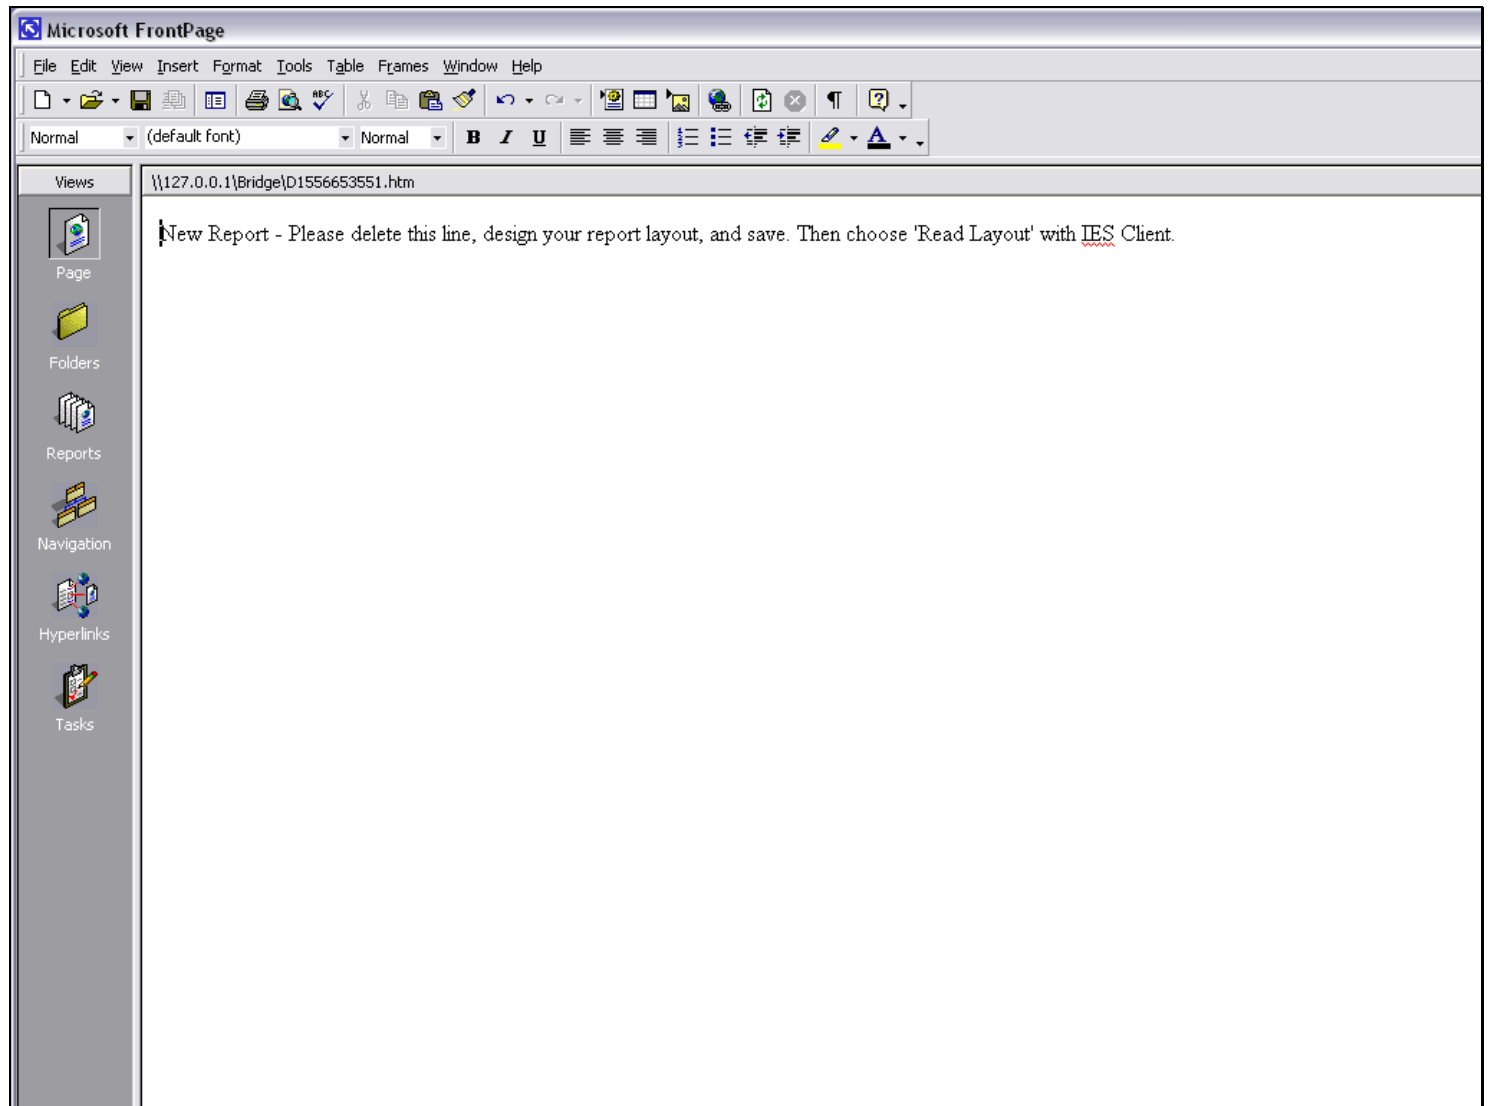 Microsoft FrontPage
File Edit View Insert Format Tools Table Frames Window Help
ABC
Normal (default font) Normal B I U A
Views \\127.0.0.1\Bridge\D1556653551.htm
New Report - Please delete this line, design your report layout, and save. Then choose 'Read Layout' with IES Client.
Page
Folders
Reports
Navigation
Hyperlinks
Tasks